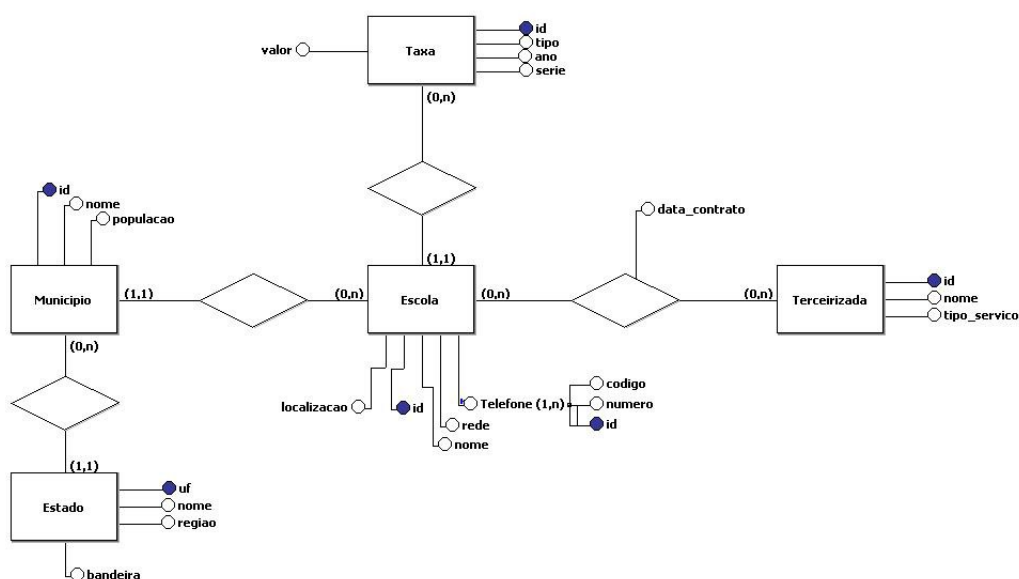 valor
Taxa
id
tipo
ano
serie
(0,n)
id
nome
populacao
data_contrato
(1,1)
Municipio
(1,1)
(0,n)
Escola
(0,n)
(0,n)
Terceirizada
id
nome
tipo_servico
(0,n)
localizacao
id
Telefone (1,n)
codigo
numero
id
rede
nome
(1,1)
Estado
uf
nome
regiao
bandeira